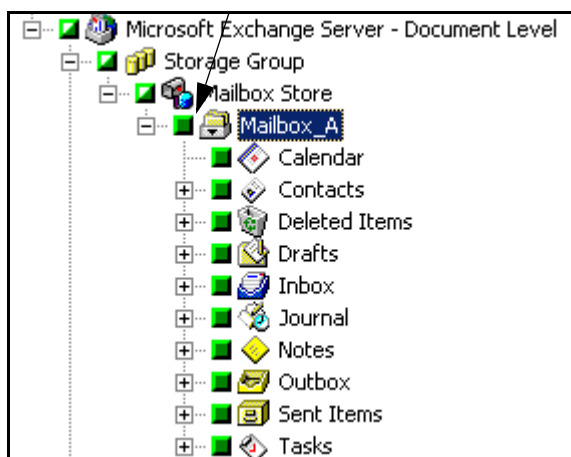 Microsoft Exchange Server - Document Level
Storage Group
Mailbox Store
Mailbox_A
Calendar
Contacts
Deleted Items
Drafts
Inbox
Journal
Notes
Outbox
Sent Items
Tasks